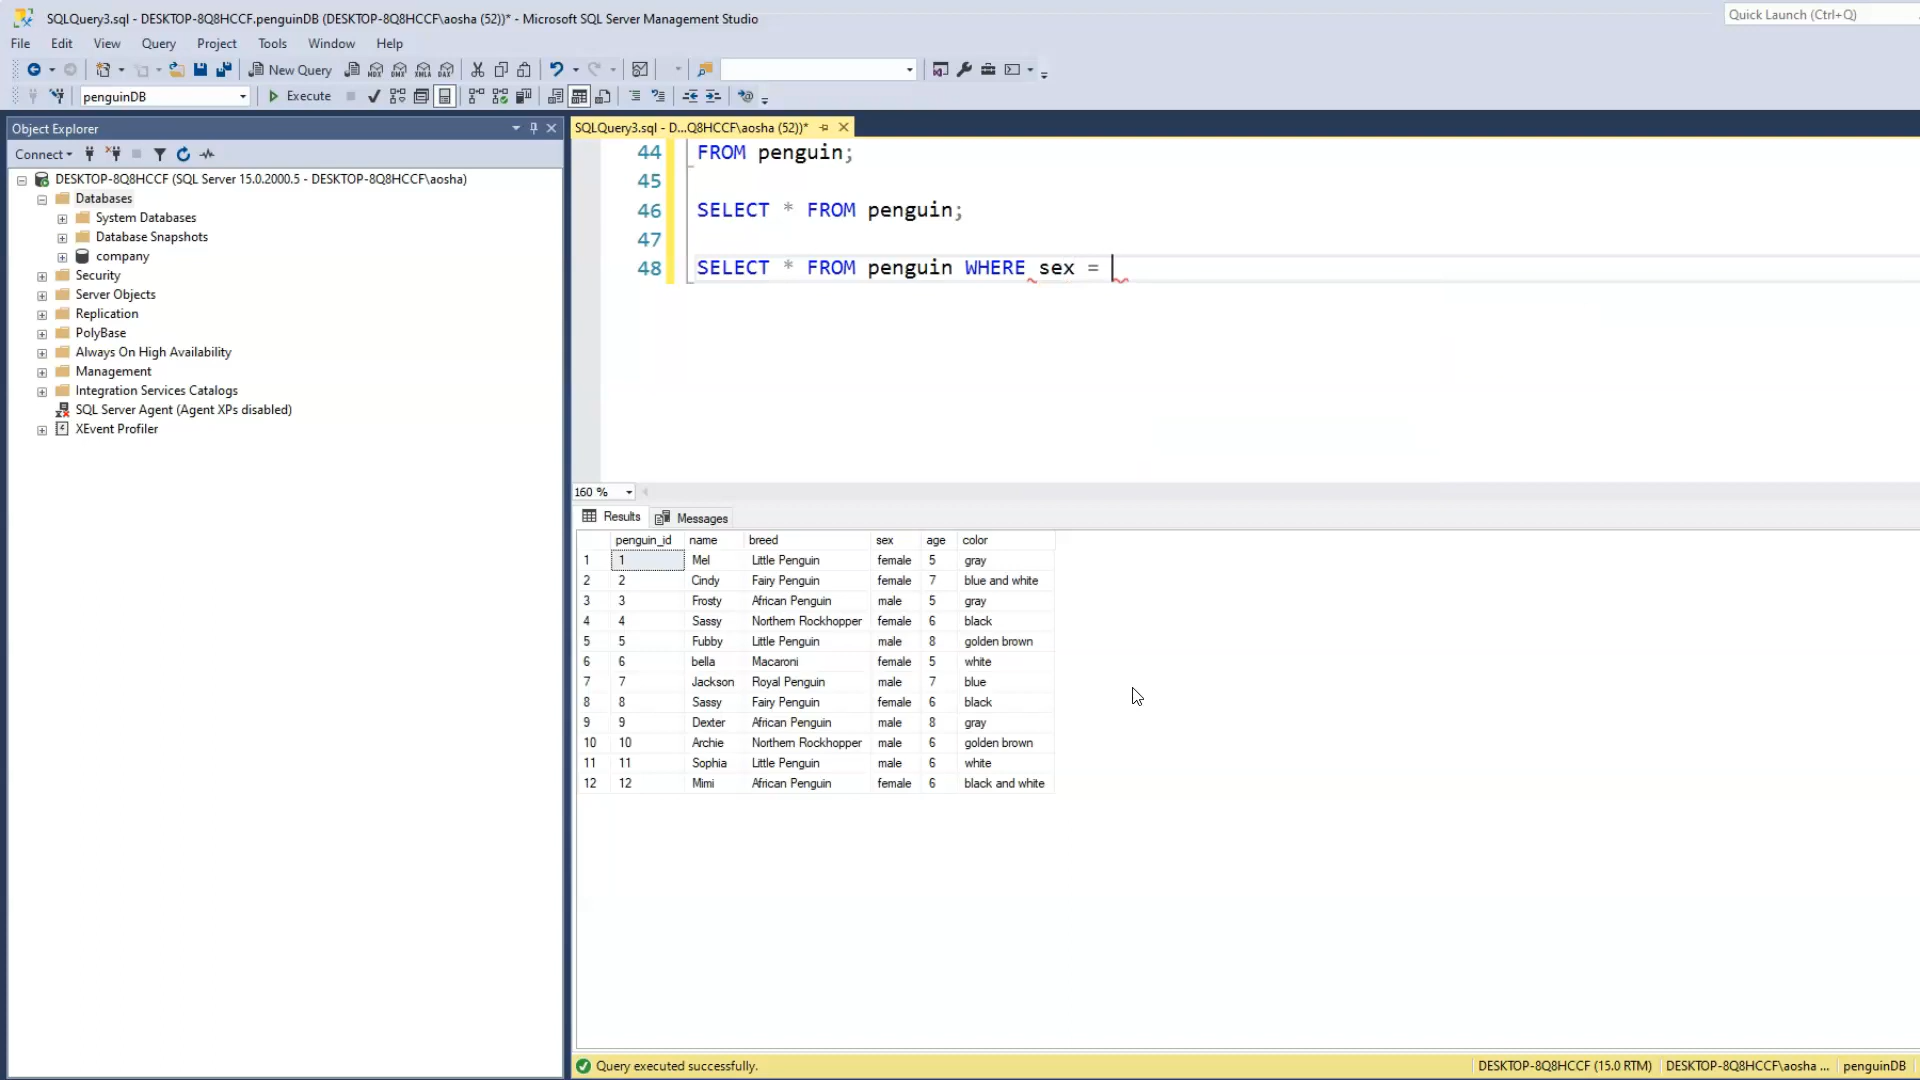 SQLQuery3.sql - DESKTOP-8Q8HCCF.penguinDB (DESKTOP-8Q8HCCF\aosha (52))* - Microsoft SQL Server Management Studio
Quick Launch (Ctrl+Q)
File Edit View Query Project Tools Window Help
New Query
penguinDB
Execute
Object Explorer
Connect
DESKTOP-8Q8HCCF (SQL Server 15.0.2000.5 - DESKTOP-8Q8HCCF\aosha)
Databases
System Databases
Database Snapshots
company
Security
Server Objects
Replication
PolyBase
Always On High Availability
Management
Integration Services Catalogs
SQL Server Agent (Agent XPs disabled)
XEvent Profiler
SQLQuery3.sql - D...Q8HCCF\aosha (52))*
44 FROM penguin;
45
46 SELECT * FROM penguin;
47
48 SELECT * FROM penguin WHERE sex =
160 %
Results Messages
penguin_id name breed sex age color
1 1 Mel Little Penguin female 5 gray
2 2 Cindy Fairy Penguin female 7 blue and white
3 3 Frosty African Penguin male 5 gray
4 4 Sassy Northern Rockhopper female 6 black
5 5 Fubby Little Penguin male 8 golden brown
6 6 bella Macaroni female 5 white
7 7 Jackson Royal Penguin male 7 blue
8 8 Sassy Fairy Penguin female 6 black
9 9 Dexter African Penguin male 8 gray
10 10 Archie Northern Rockhopper male 6 golden brown
11 11 Sophia Little Penguin male 6 white
12 12 Mimi African Penguin female 6 black and white
Query executed successfully.
DESKTOP-8Q8HCCF (15.0 RTM) DESKTOP-8Q8HCCF\aosha ... penguinDB